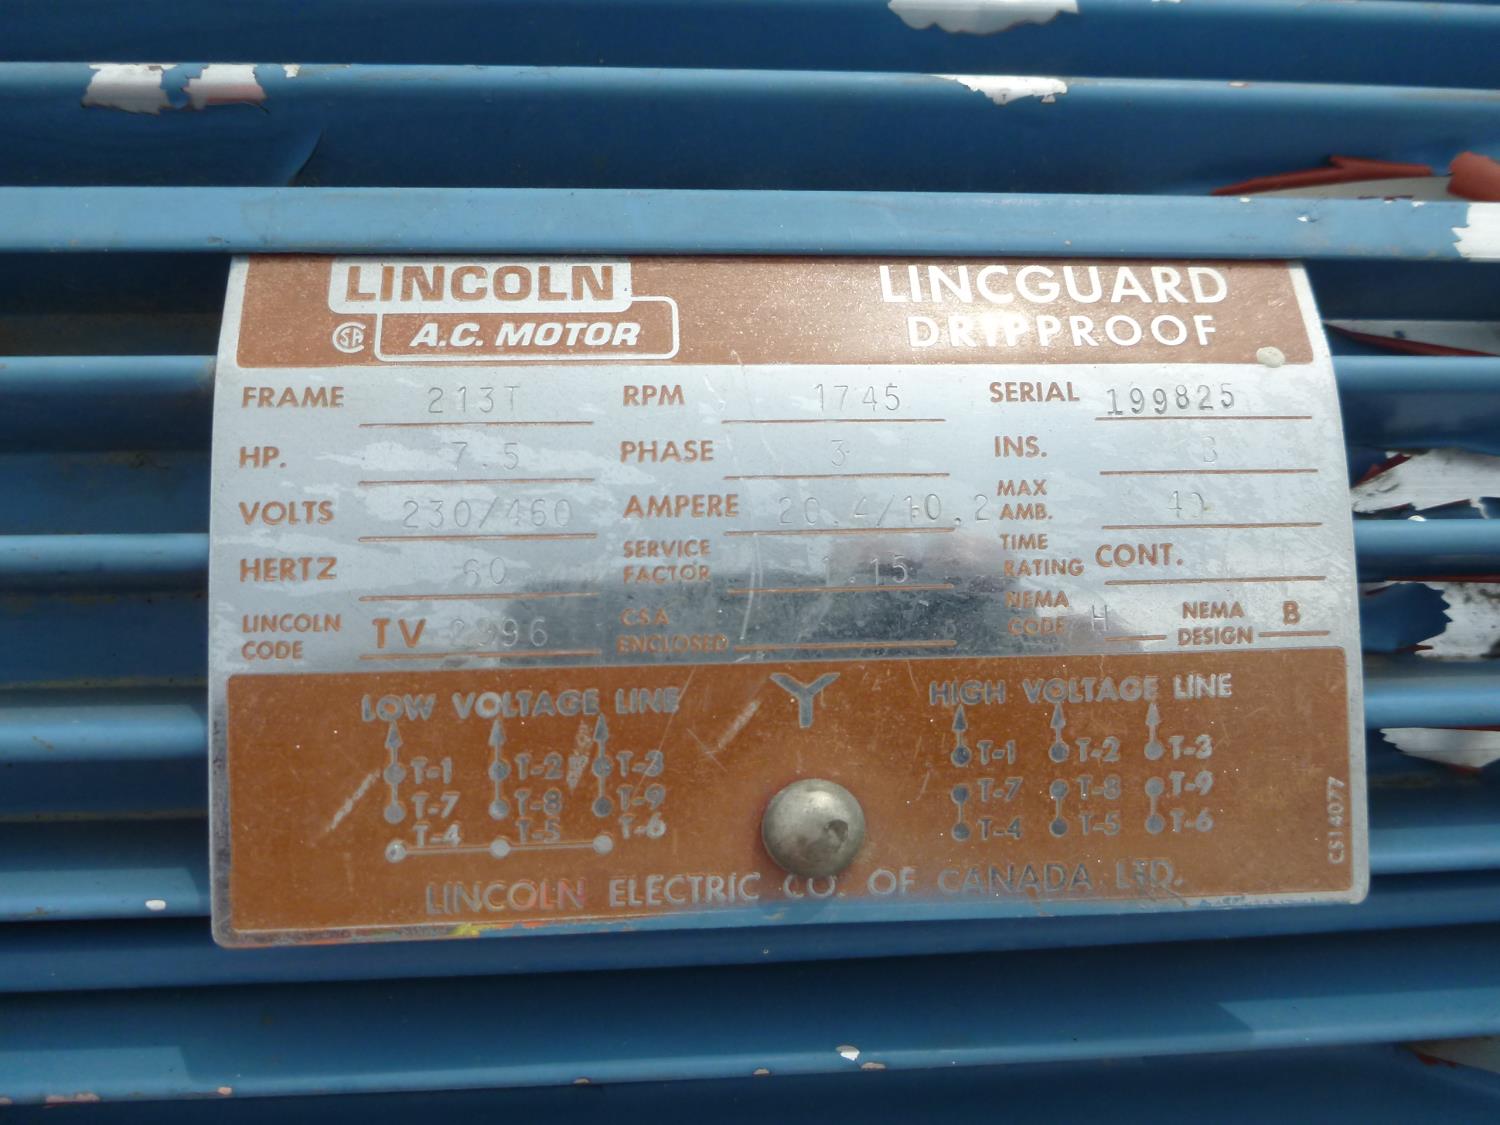 LINCOLN
A.C. MOTOR
LINCGUARD
DRIPPROOF
FRAME 213T RPM 1745 SERIAL 199825
HP. 7.5 PHASE 3 INS. B
VOLTS 230/460 AMPERE 20.4/10.2 MAX AMB. 40
HERTZ 60 SERVICE FACTOR 1.15 TIME RATING CONT.
LINCOLN CODE TV CSA ENCLOSED NEMA CODE H NEMA DESIGN B
LOW VOLTAGE LINE Y HIGH VOLTAGE LINE
T-1 T-2 T-3 T-1 T-2 T-3
T-7 T-8 T-9 T-7 T-8 T-9
T-4 T-5 T-6 T-4 T-5 T-6
LINCOLN ELECTRIC CO. OF CANADA LTD.
CS14077